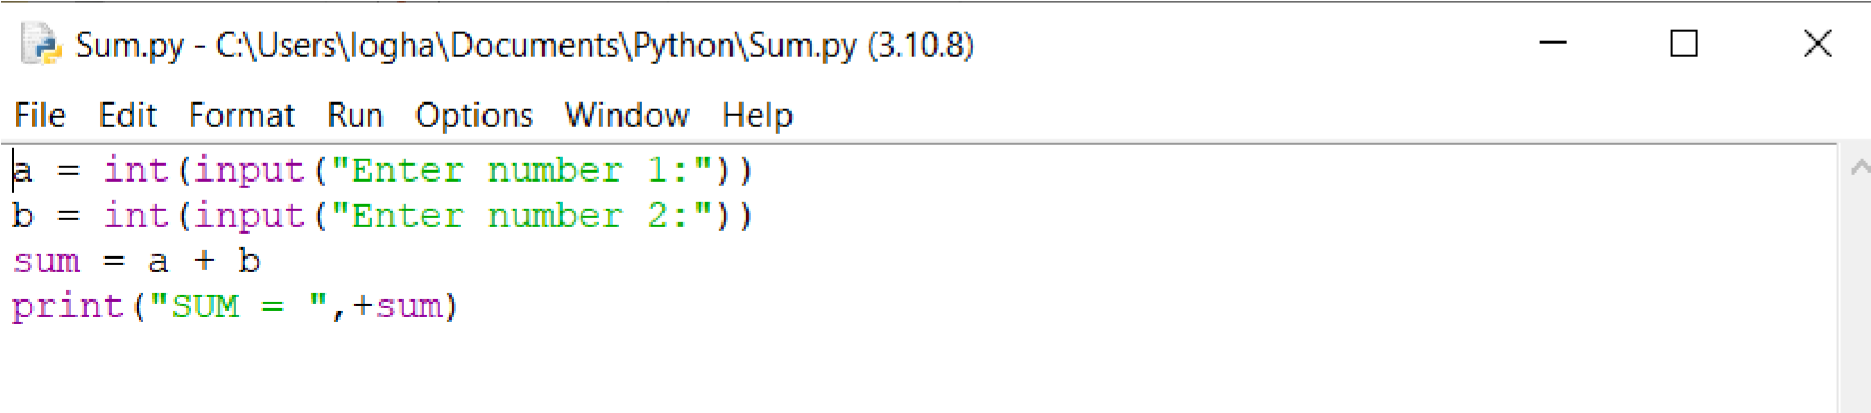 Sum.py - C:\Users\logha\Documents\Python\Sum.py (3.10.8)
File Edit Format Run Options Window Help
a = int(input("Enter number 1:"))
b = int(input("Enter number 2:"))
sum = a + b
print("SUM = ",+sum)